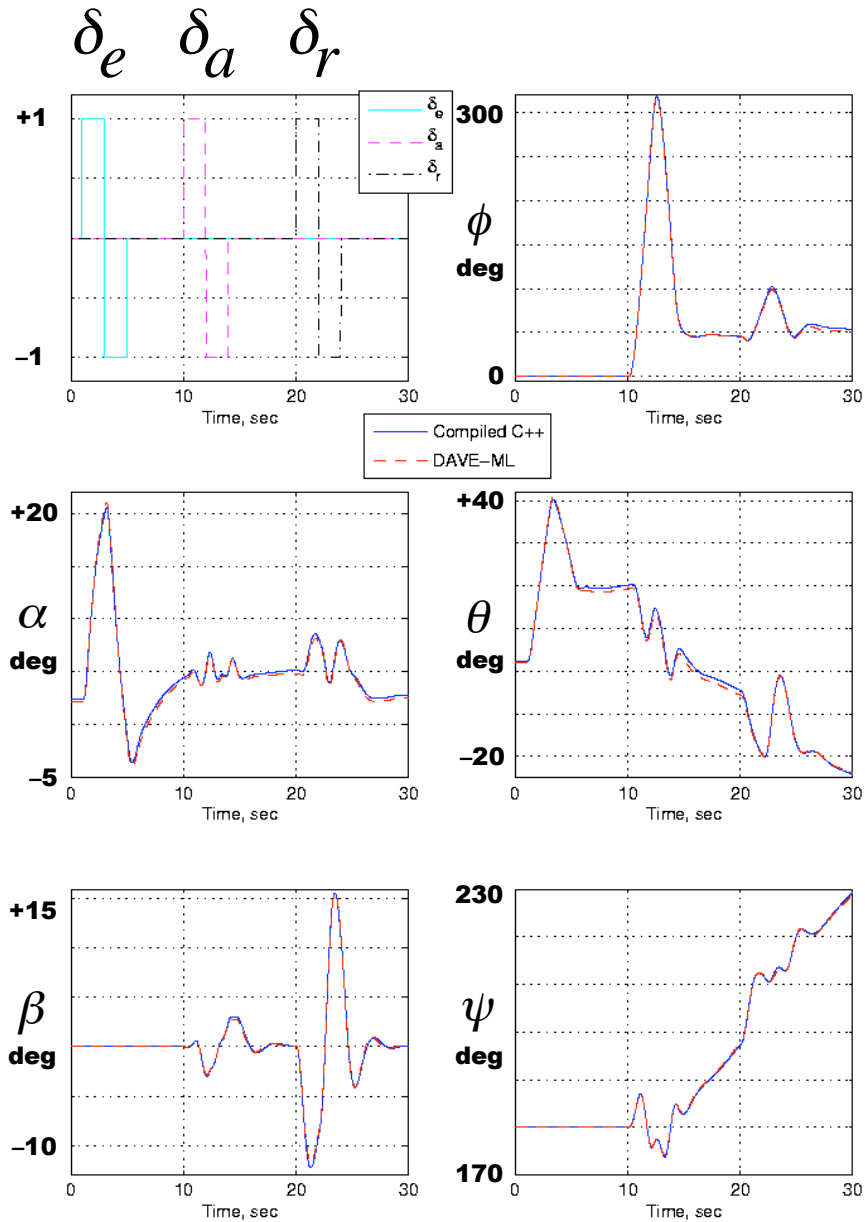 δe δa δr
+1
–1
δe
δa
δr
0 10 20 30
Time, sec
300
ϕ
deg
0
0 10 20 30
Time, sec
Compiled C++
DAVE–ML
+20
α
deg
–5
0 10 20 30
Time, sec
+40
θ
deg
–20
0 10 20 30
Time, sec
+15
β
deg
–10
0 10 20 30
Time, sec
230
ψ
deg
170
0 10 20 30
Time, sec